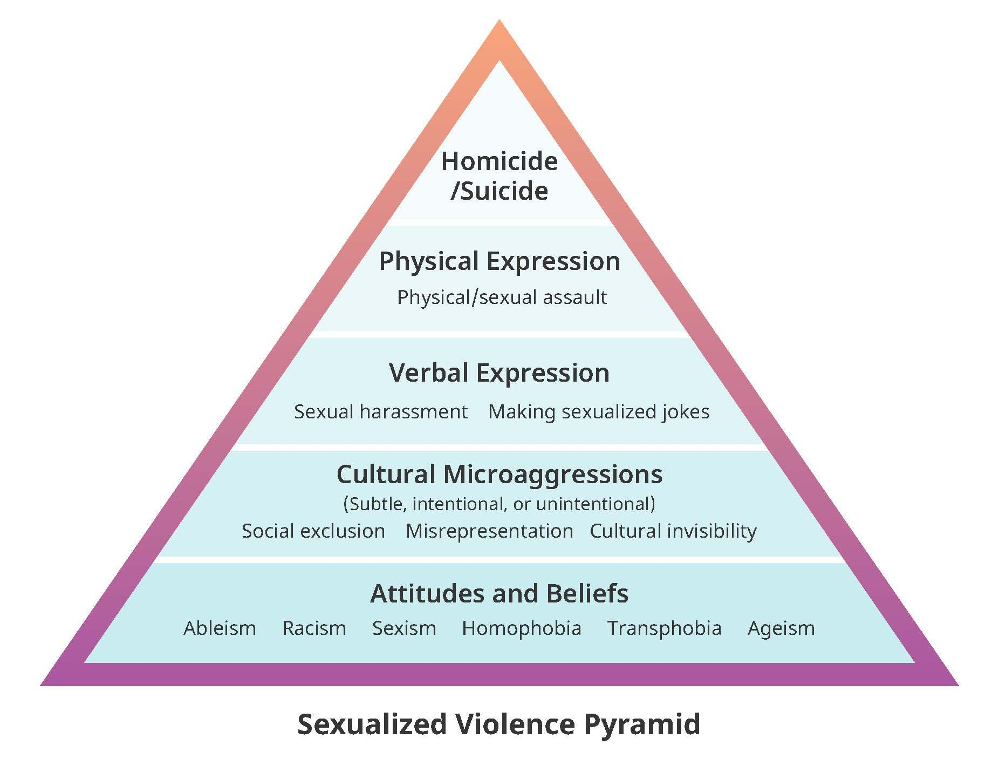 Homicide
/Suicide
Physical Expression
Physical/sexual assault
Verbal Expression
Sexual harassment Making sexualized jokes
Cultural Microaggressions
(Subtle, intentional, or unintentional)
Social exclusion Misrepresentation Cultural invisibility
Attitudes and Beliefs
Ableism Racism Sexism Homophobia Transphobia Ageism
Sexualized Violence Pyramid